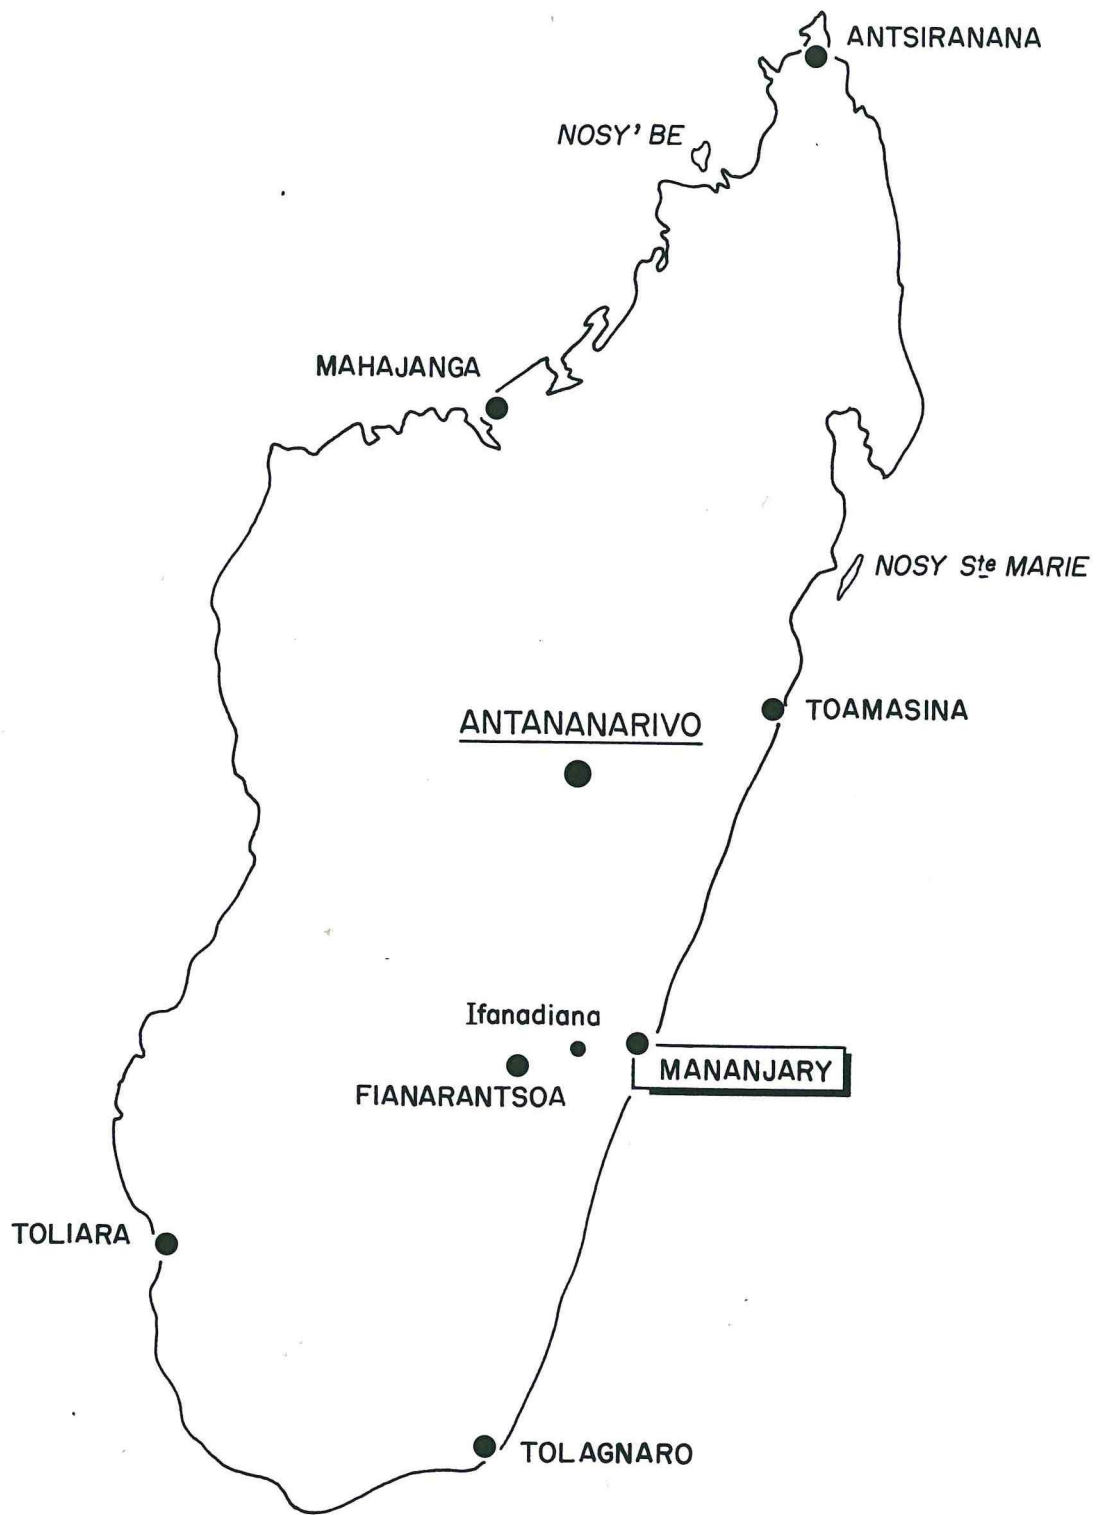 ANTSIRANANA
NOSY' BE
MAHAJANGA
NOSY Ste MARIE
TOAMASINA
ANTANANARIVO
Ifanadiana
MANANJARY
FIANARANTSOA
TOLIARA
TOLAGNARO